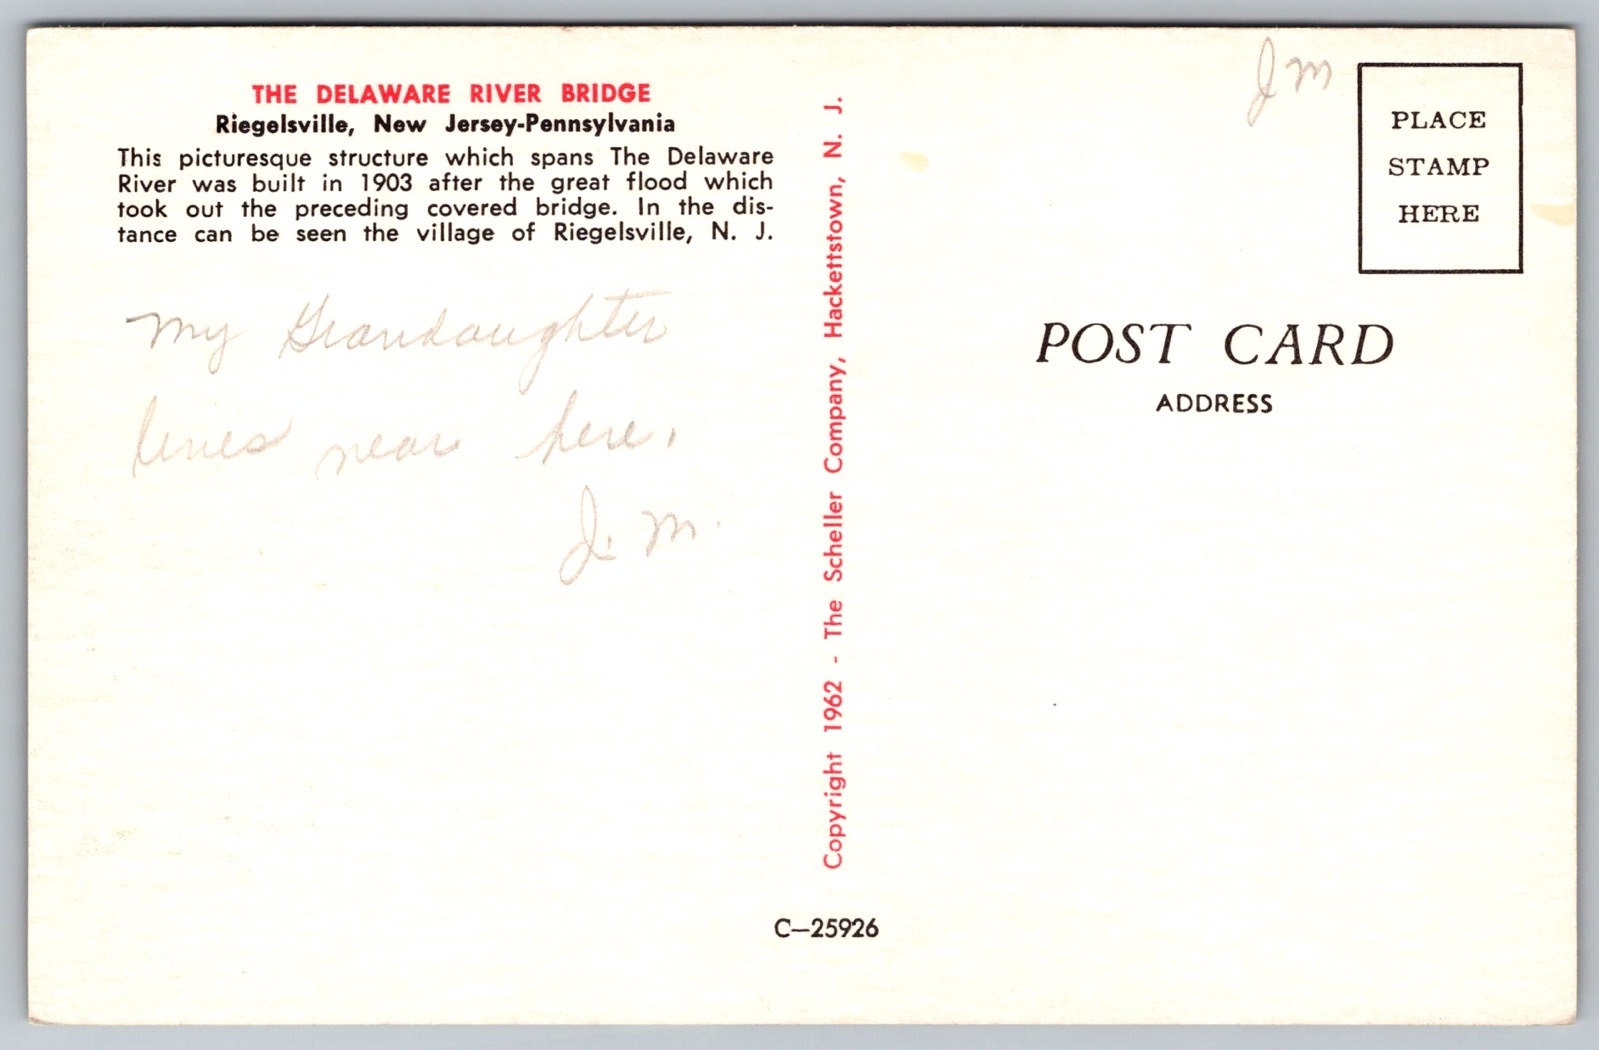 THE DELAWARE RIVER BRIDGE
Riegelsville, New Jersey-Pennsylvania
This picturesque structure which spans The Delaware
River was built in 1903 after the great flood which
took out the preceding covered bridge. In the dis-
tance can be seen the village of Riegelsville, N. J.
My Grandaughter
lives near here.
J. M.
Copyright 1962 - The Scheller Company, Hackettstown, N. J.
C—25926
J M
PLACE
STAMP
HERE
POST CARD
ADDRESS